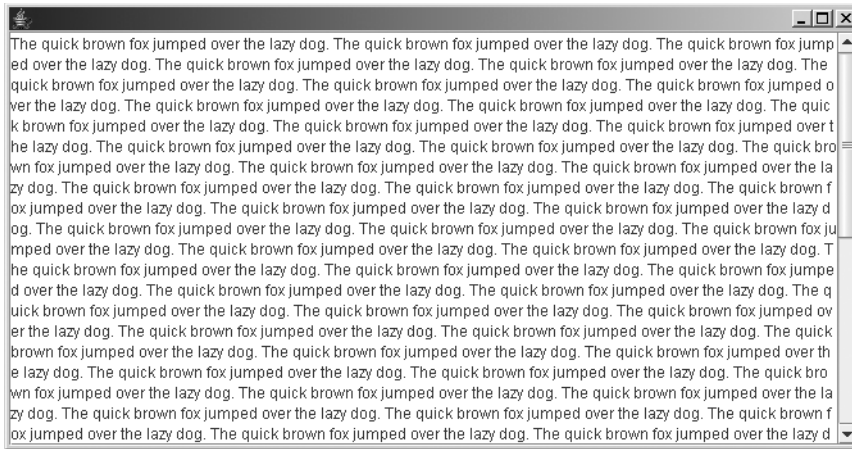 The quick brown fox jumped over the lazy dog. The quick brown fox jumped over the lazy dog. The quick brown fox jump
ed over the lazy dog. The quick brown fox jumped over the lazy dog. The quick brown fox jumped over the lazy dog. The
quick brown fox jumped over the lazy dog. The quick brown fox jumped over the lazy dog. The quick brown fox jumped o
ver the lazy dog. The quick brown fox jumped over the lazy dog. The quick brown fox jumped over the lazy dog. The quic
k brown fox jumped over the lazy dog. The quick brown fox jumped over the lazy dog. The quick brown fox jumped over t
he lazy dog. The quick brown fox jumped over the lazy dog. The quick brown fox jumped over the lazy dog. The quick bro
wn fox jumped over the lazy dog. The quick brown fox jumped over the lazy dog. The quick brown fox jumped over the la
zy dog. The quick brown fox jumped over the lazy dog. The quick brown fox jumped over the lazy dog. The quick brown f
ox jumped over the lazy dog. The quick brown fox jumped over the lazy dog. The quick brown fox jumped over the lazy d
og. The quick brown fox jumped over the lazy dog. The quick brown fox jumped over the lazy dog. The quick brown fox ju
mped over the lazy dog. The quick brown fox jumped over the lazy dog. The quick brown fox jumped over the lazy dog. T
he quick brown fox jumped over the lazy dog. The quick brown fox jumped over the lazy dog. The quick brown fox jumpe
d over the lazy dog. The quick brown fox jumped over the lazy dog. The quick brown fox jumped over the lazy dog. The q
uick brown fox jumped over the lazy dog. The quick brown fox jumped over the lazy dog. The quick brown fox jumped ov
er the lazy dog. The quick brown fox jumped over the lazy dog. The quick brown fox jumped over the lazy dog. The quick
brown fox jumped over the lazy dog. The quick brown fox jumped over the lazy dog. The quick brown fox jumped over th
e lazy dog. The quick brown fox jumped over the lazy dog. The quick brown fox jumped over the lazy dog. The quick bro
wn fox jumped over the lazy dog. The quick brown fox jumped over the lazy dog. The quick brown fox jumped over the la
zy dog. The quick brown fox jumped over the lazy dog. The quick brown fox jumped over the lazy dog. The quick brown f
ox jumped over the lazy dog. The quick brown fox jumped over the lazy dog. The quick brown fox jumped over the lazy d